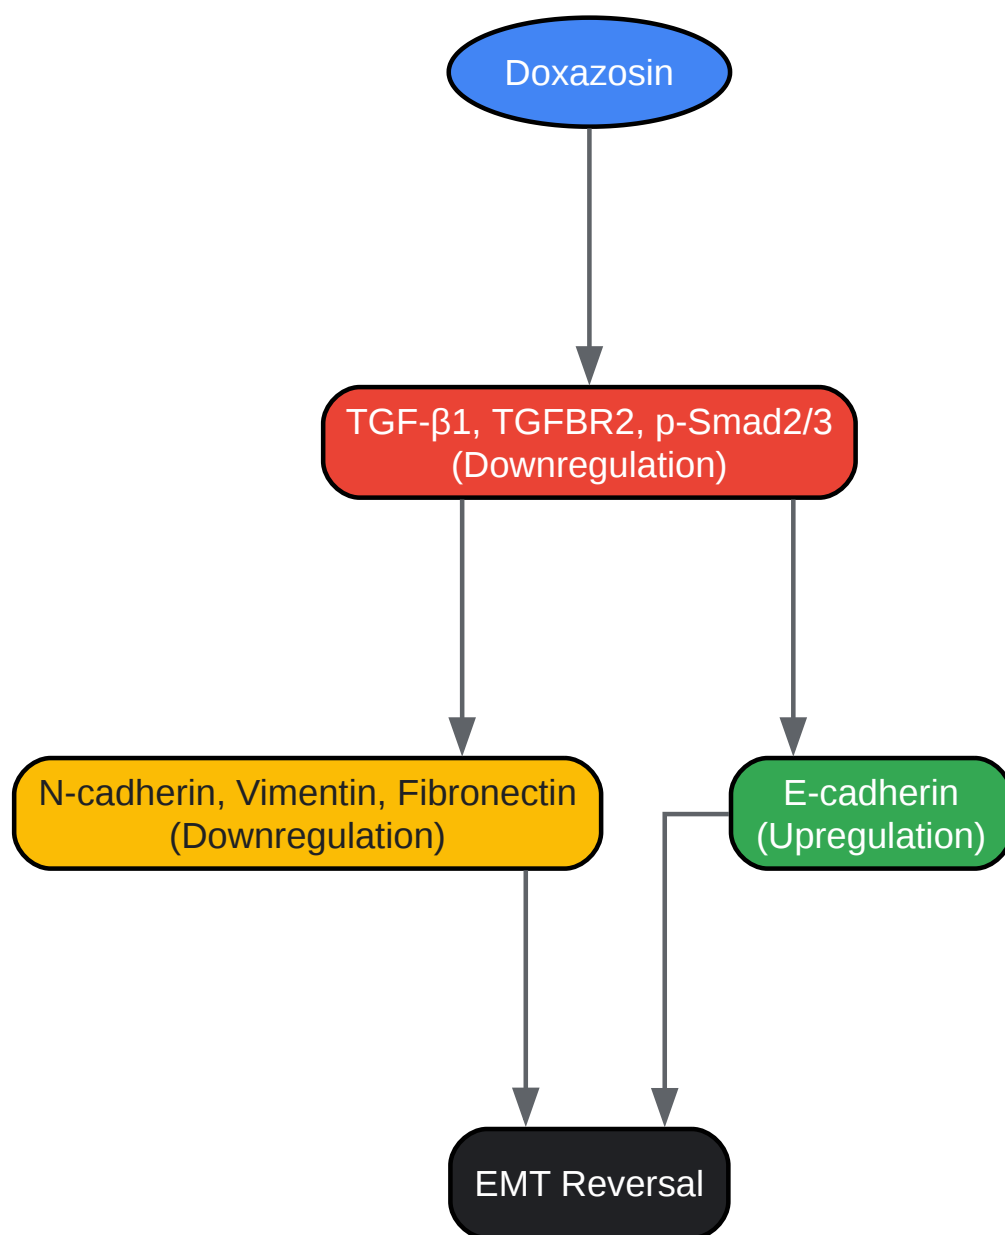 Doxazosin
TGF-β1, TGFBR2, p-Smad2/3
(Downregulation)
N-cadherin, Vimentin, Fibronectin
(Downregulation)
E-cadherin
(Upregulation)
EMT Reversal